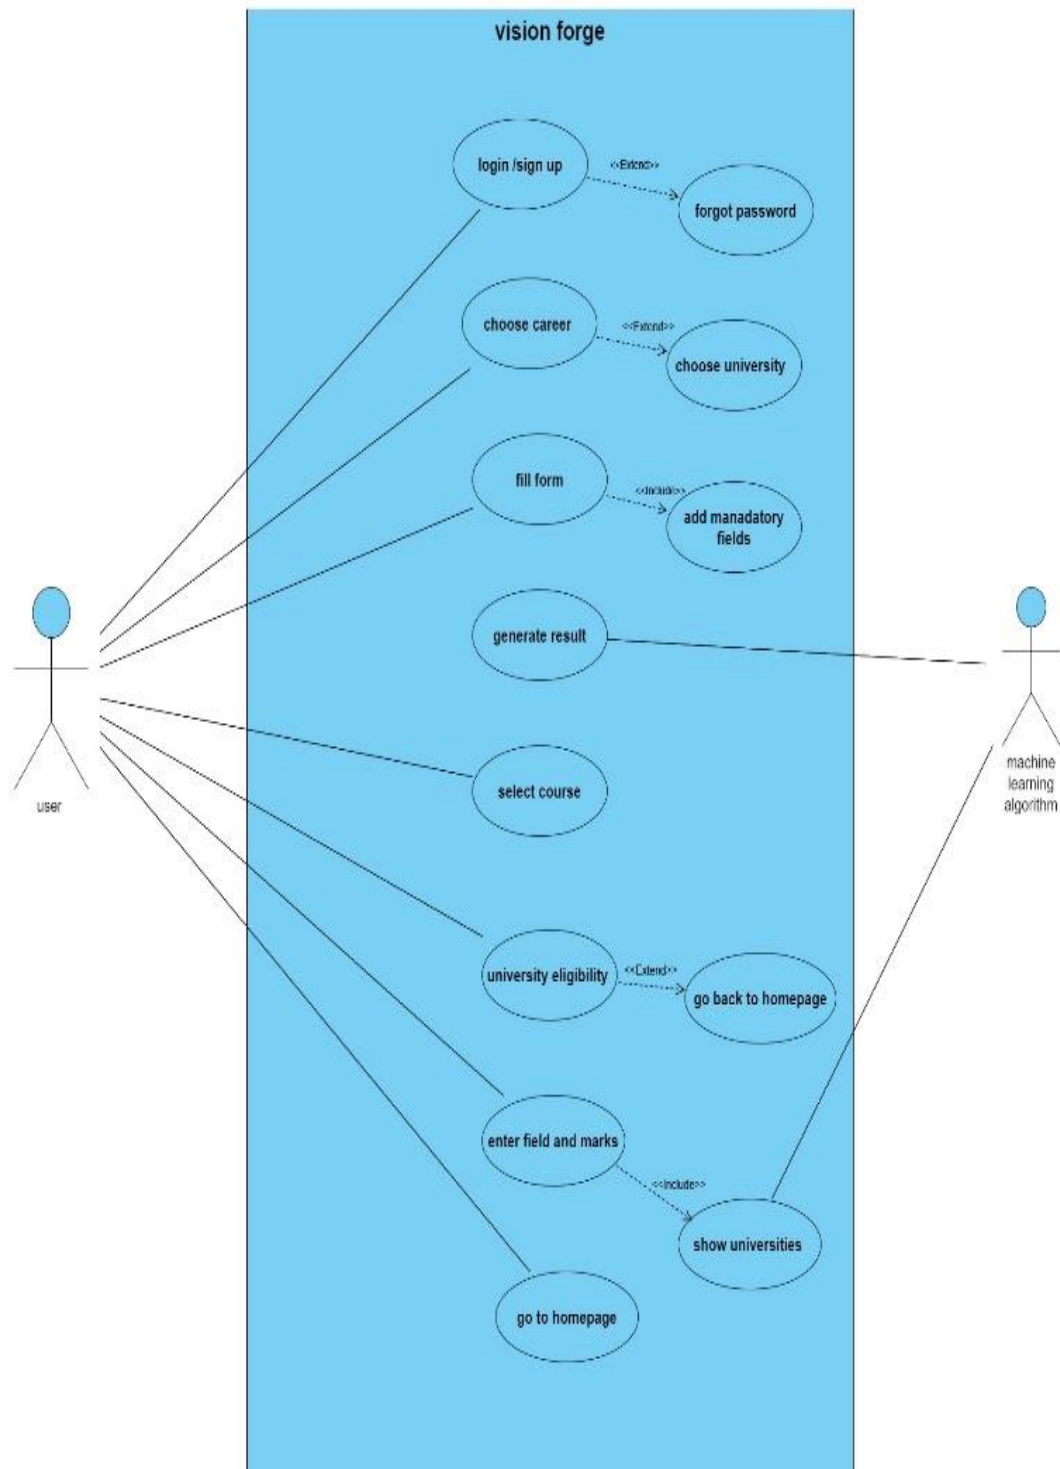 vision forge
login /sign up
<<Extend>>
forgot password
choose career
<<Extend>>
choose university
fill form
<<Include>>
add manadatory
fields
generate result
user
machine
learning
algorithm
select course
university eligibility
<<Extend>>
go back to homepage
enter field and marks
<<Include>>
show universities
go to homepage